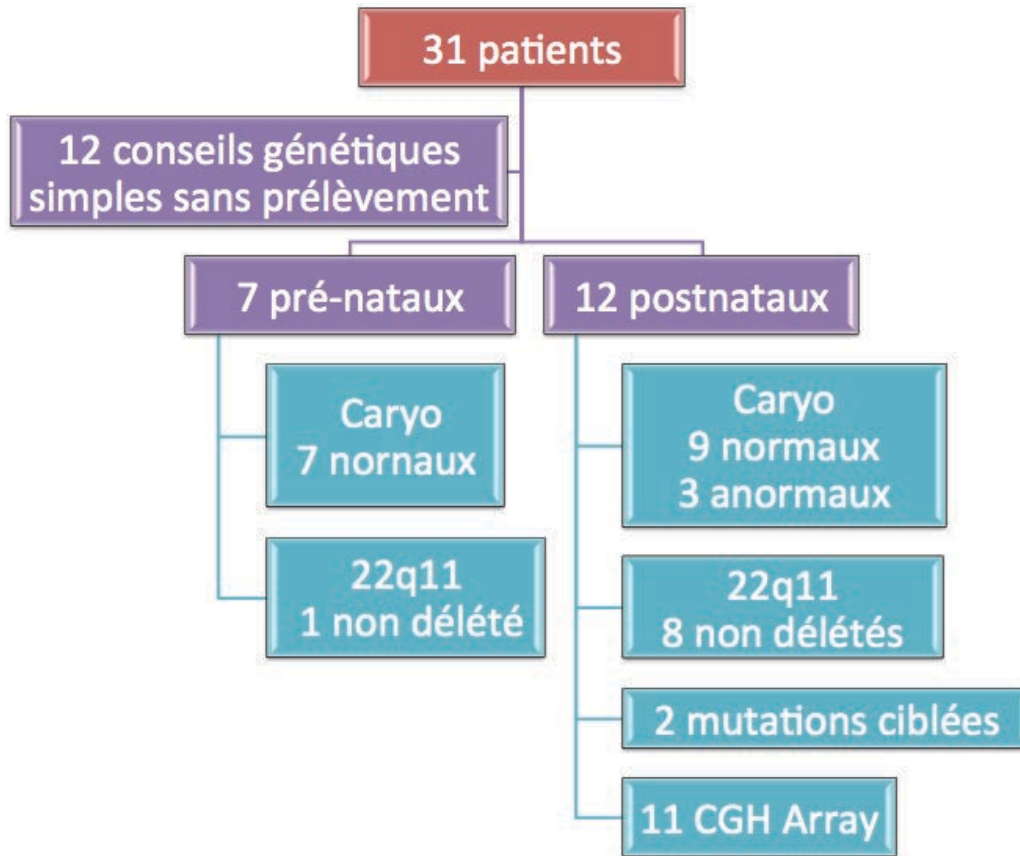 31 patients
12 conseils génétiques
simples sans prélèvement
7 pré-nataux
12 postnataux
Caryo
7 nornaux
22q11
1 non délété
Caryo
9 normaux
3 anormaux
22q11
8 non délétés
2 mutations ciblées
11 CGH Array